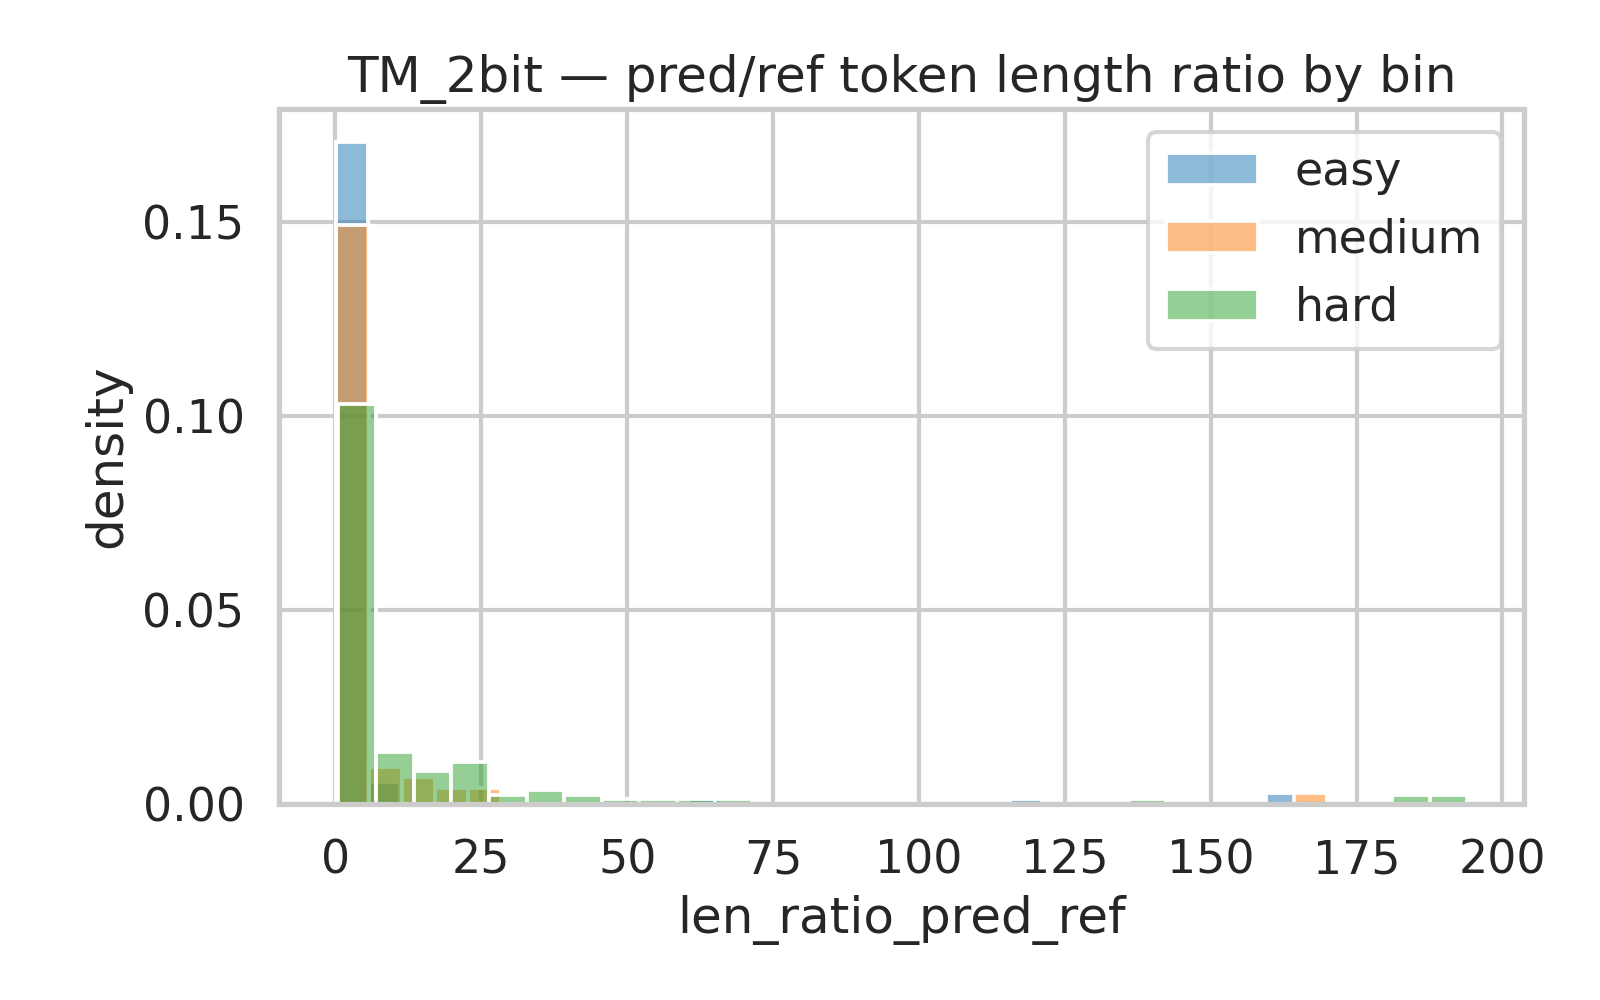 TM_2bit — pred/ref token length ratio by bin
easy
medium
hard
density
0.15
0.10
0.05
0.00
0 25 50 75 100 125 150 175 200
len_ratio_pred_ref